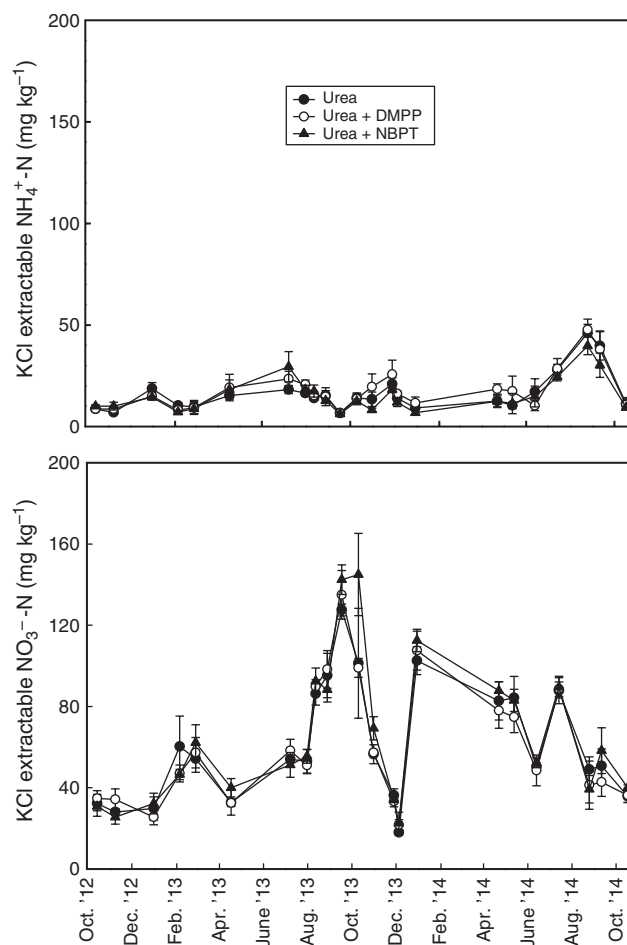 200
150
100
50
0
KCl extractable NH₄⁺-N (mg kg⁻¹)
Urea
Urea + DMPP
Urea + NBPT
200
160
120
80
40
0
KCl extractable NO₃⁻-N (mg kg⁻¹)
Oct. '12
Dec. '12
Feb. '13
Apr. '13
June '13
Aug. '13
Oct. '13
Dec. '13
Feb. '14
Apr. '14
June '14
Aug. '14
Oct. '14